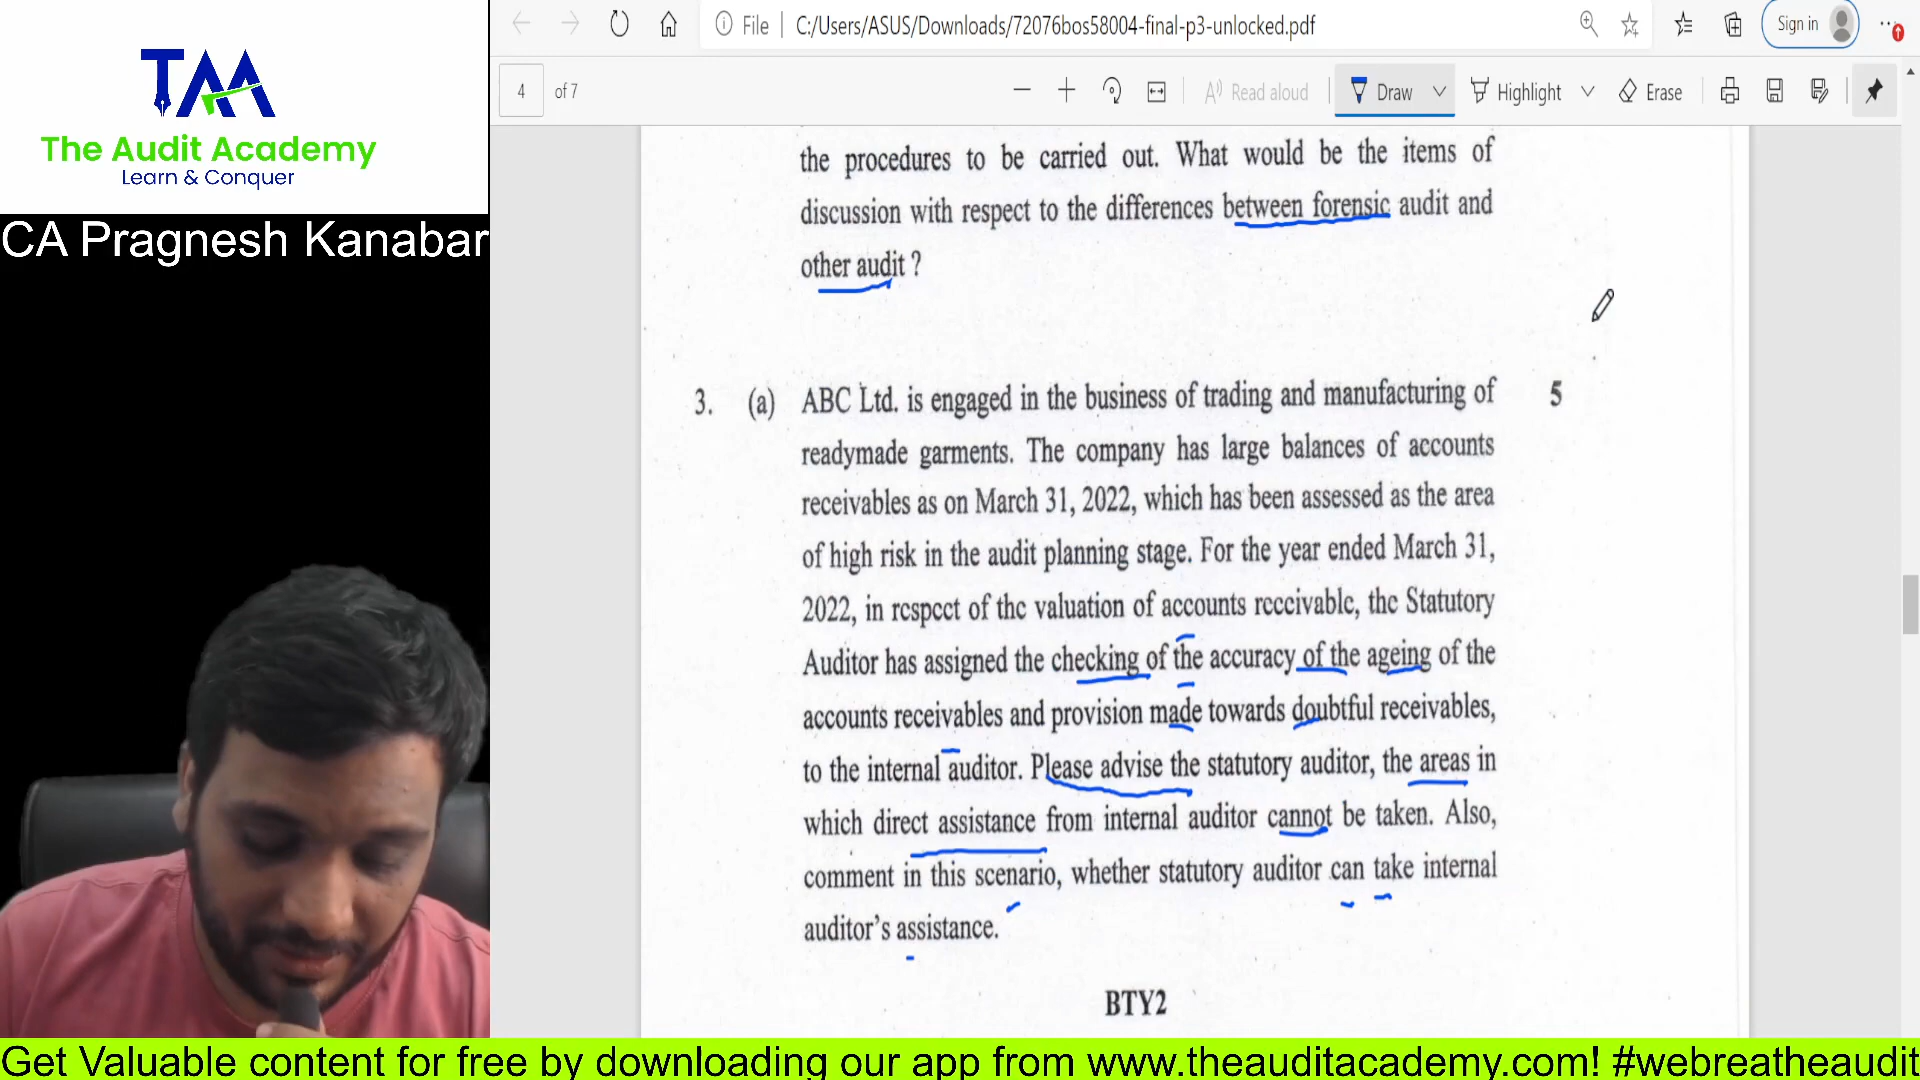 TAA
The Audit Academy
Learn & Conquer
CA Pragnesh Kanabar
File
C:/Users/ASUS/Downloads/72076bos58004-final-p3-unlocked.pdf
Sign in
4 of 7
Read aloud
Draw
Highlight
Erase
the procedures to be carried out. What would be the items of
discussion with respect to the differences between forensic audit and
other audit ?
3. (a) ABC Ltd. is engaged in the business of trading and manufacturing of 5
readymade garments. The company has large balances of accounts
receivables as on March 31, 2022, which has been assessed as the area
of high risk in the audit planning stage. For the year ended March 31,
2022, in respect of the valuation of accounts receivable, the Statutory
Auditor has assigned the checking of the accuracy of the ageing of the
accounts receivables and provision made towards doubtful receivables,
to the internal auditor. Please advise the statutory auditor, the areas in
which direct assistance from internal auditor cannot be taken. Also,
comment in this scenario, whether statutory auditor can take internal
auditor's assistance.
BTY2
Get Valuable content for free by downloading our app from www.theauditacademy.com! #webreatheaudit